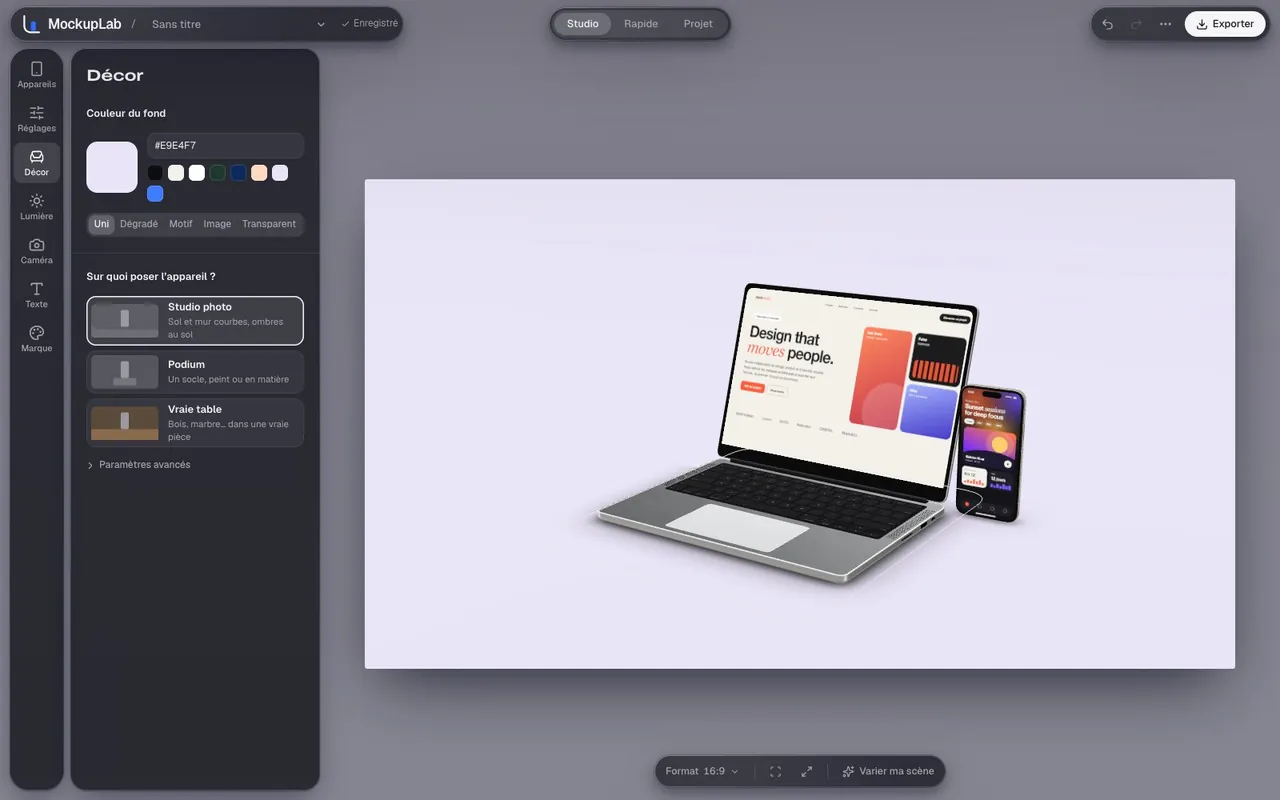 MockupLab / Sans titre
Enregistré
Studio
Rapide
Projet
Exporter
Appareils
Réglages
Décor
Lumière
Caméra
Texte
Marque
Décor
Couleur du fond
#E9E4F7
Uni
Dégradé
Motif
Image
Transparent
Sur quoi poser l'appareil ?
Studio photo
Sol et mur courbes, ombres
au sol
Podium
Un socle, peint ou en matière
Vraie table
Bois, marbre... dans une vraie
pièce
Paramètres avancés
Design that
moves people.
Sunset sessions
for deep focus
Format 16:9
Varier ma scène